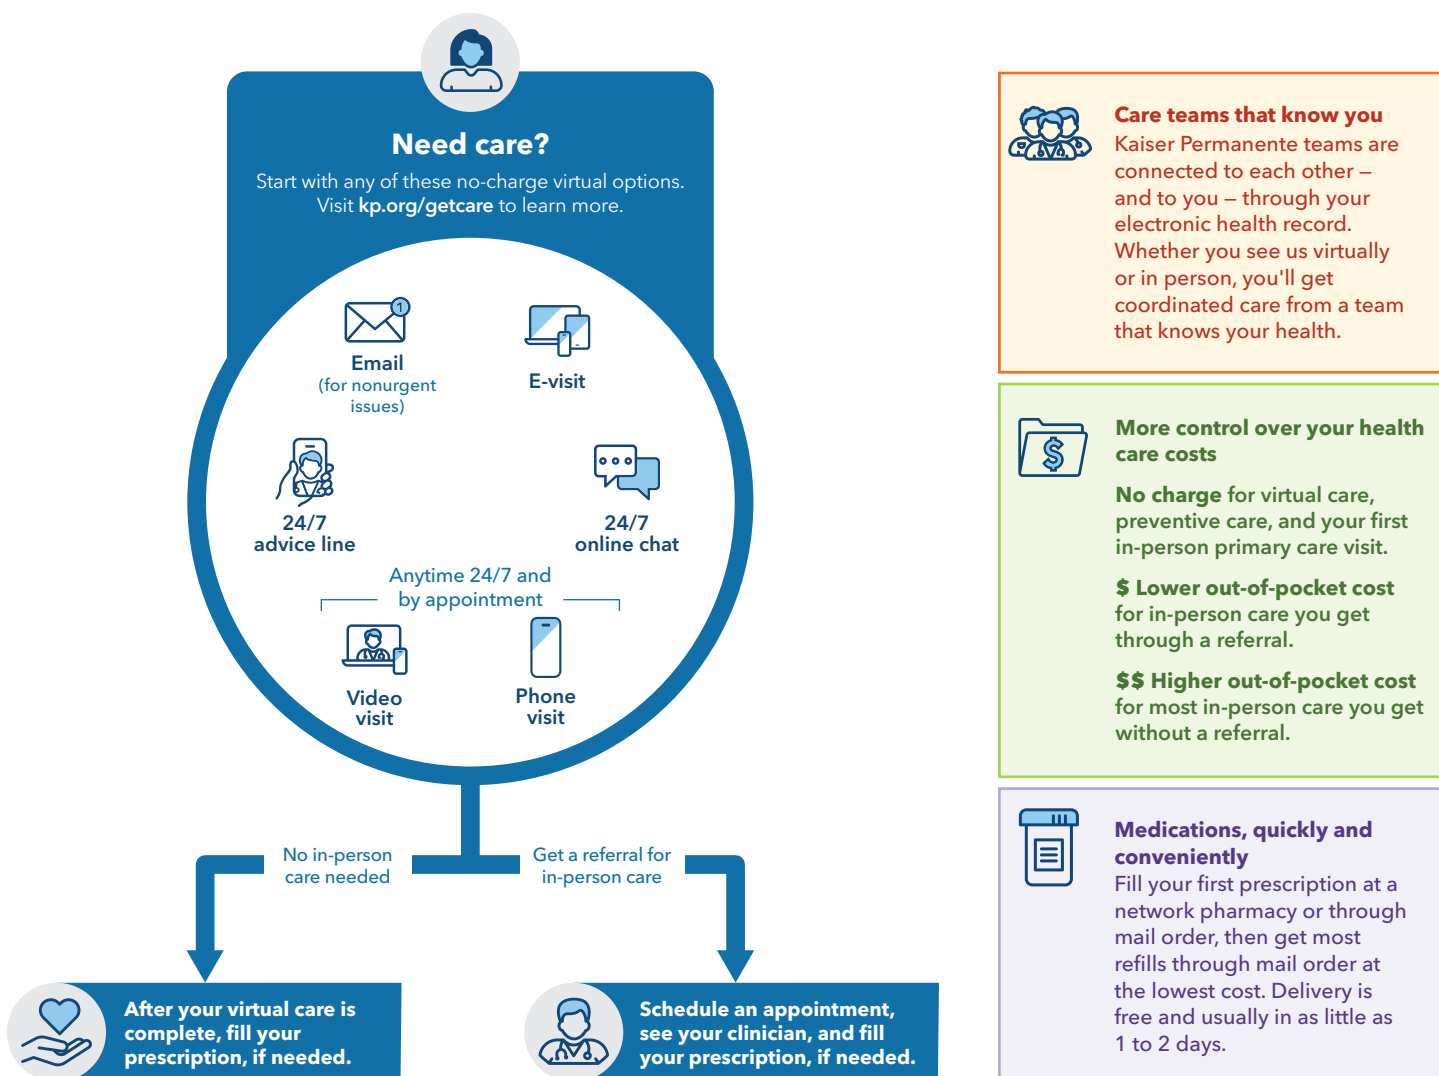 Need care?
Start with any of these no-charge virtual options.
Visit kp.org/getcare to learn more.
1
Email
(for nonurgent
issues)
E-visit
24/7
advice line
24/7
online chat
Anytime 24/7 and
by appointment
Video
visit
Phone
visit
No in-person
care needed
Get a referral for
in-person care
After your virtual care is
complete, fill your
prescription, if needed.
Schedule an appointment,
see your clinician, and fill
your prescription, if needed.
Care teams that know you
Kaiser Permanente teams are
connected to each other –
and to you – through your
electronic health record.
Whether you see us virtually
or in person, you'll get
coordinated care from a team
that knows your health.
$
More control over your health
care costs
No charge for virtual care,
preventive care, and your first
in-person primary care visit.
$ Lower out-of-pocket cost
for in-person care you get
through a referral.
$$ Higher out-of-pocket cost
for most in-person care you get
without a referral.
Medications, quickly and
conveniently
Fill your first prescription at a
network pharmacy or through
mail order, then get most
refills through mail order at
the lowest cost. Delivery is
free and usually in as little as
1 to 2 days.